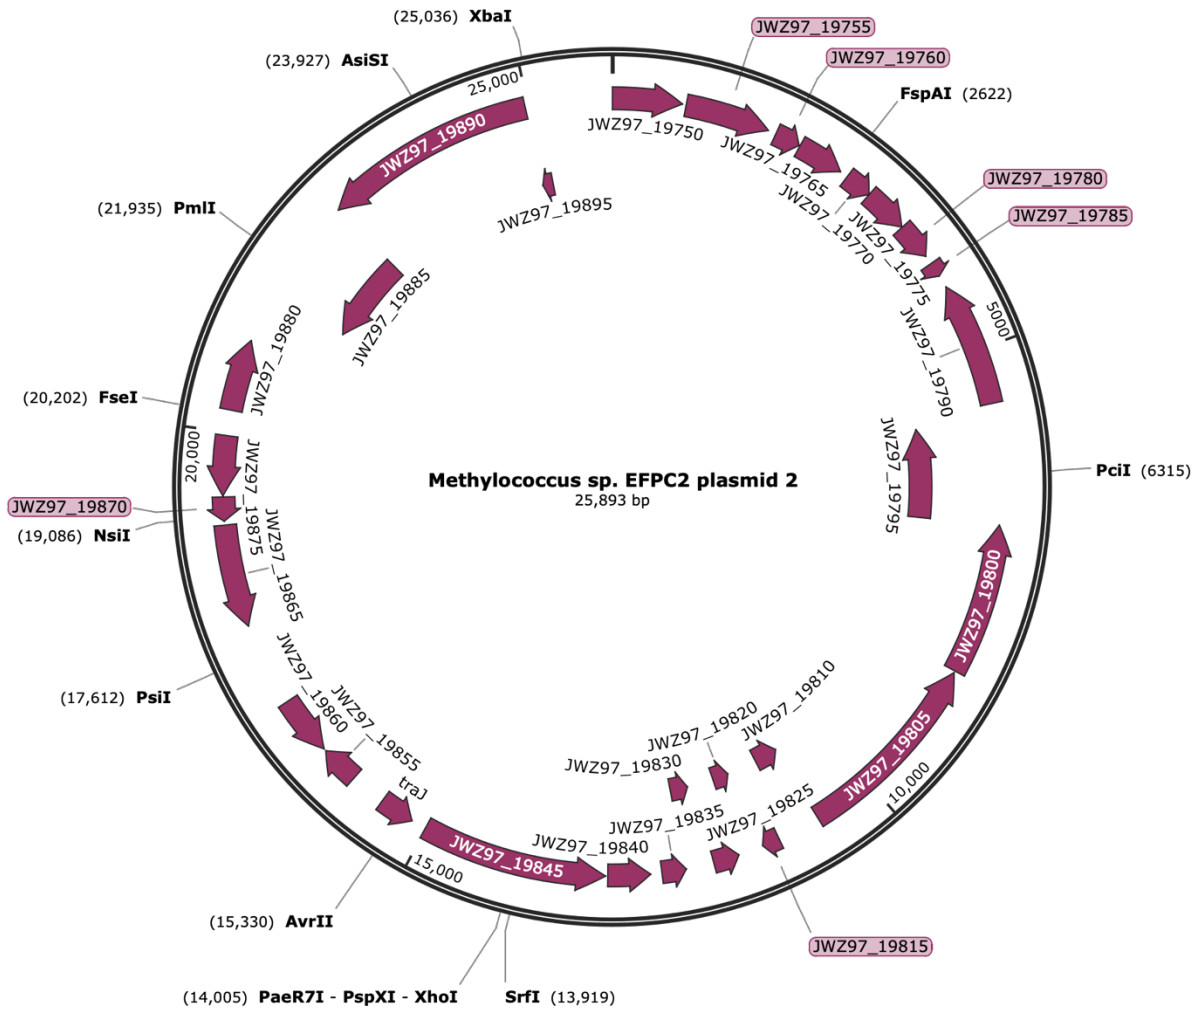 (25,036) XbaI
(23,927) AsiSI
25,000
JWZ97_19755
JWZ97_19760
FspAI (2622)
JWZ97_19750
JWZ97_19765
JWZ97_19890
JWZ97_19780
JWZ97_19770
JWZ97_19895
(21,935) PmlI
JWZ97_19785
JWZ97_19775
JWZ97_19885
5000
JWZ97_19790
JWZ97_19880
(20,202) FseI
20,000
JWZ97_19795
Methylococcus sp. EFPC2 plasmid 2
25,893 bp
PciI (6315)
JWZ97_19875
JWZ97_19870
(19,086) NsiI
JWZ97_19865
JWZ97_19800
JWZ97_19860
(17,612) PsiI
JWZ97_19855
JWZ97_19810
JWZ97_19820
JWZ97_19805
JWZ97_19830
traJ
10,000
JWZ97_19835
JWZ97_19825
JWZ97_19840
JWZ97_19845
15,000
(15,330) AvrII
JWZ97_19815
(14,005) PaeR7I - PspXI - XhoI
SrfI (13,919)